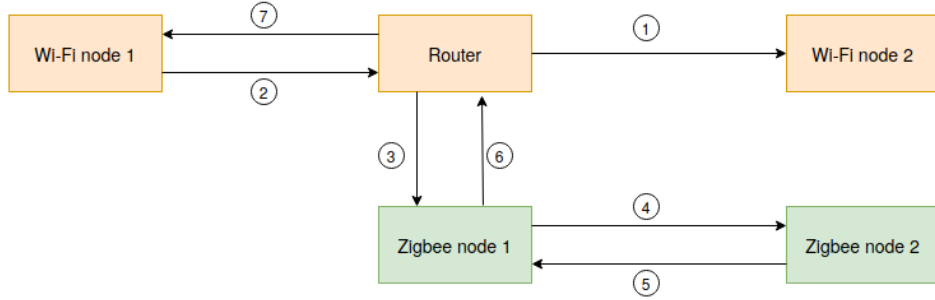 7
1
Wi-Fi node 1
Router
Wi-Fi node 2
2
3
6
4
Zigbee node 1
Zigbee node 2
5